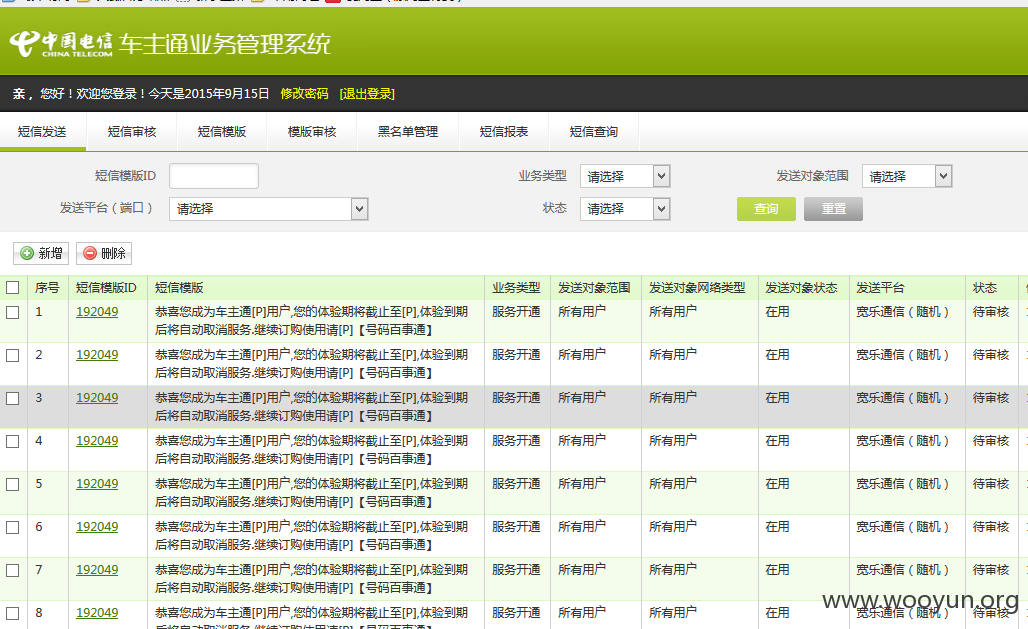 中国电信 车主通业务管理系统
CHINA TELECOM
亲， 您好！欢迎您登录！今天是2015年9月15日 修改密码 [退出登录]
短信发送 短信审核 短信模版 模版审核 黑名单管理 短信报表 短信查询
短信模版ID 业务类型 请选择 发送对象范围 请选择
发送平台（端口） 请选择 状态 请选择 查询 重置
新增 删除
序号 短信模版ID 短信模版 业务类型 发送对象范围 发送对象网络类型 发送对象状态 发送平台 状态
1 192049 恭喜您成为车主通[P]用户,您的体验期将截止至[P],体验到期 服务开通 所有用户 所有用户 在用 宽乐通信（随机） 待审核
后将自动取消服务.继续订购使用请[P]【号码百事通】
2 192049 恭喜您成为车主通[P]用户,您的体验期将截止至[P],体验到期 服务开通 所有用户 所有用户 在用 宽乐通信（随机） 待审核
后将自动取消服务.继续订购使用请[P]【号码百事通】
3 192049 恭喜您成为车主通[P]用户,您的体验期将截止至[P],体验到期 服务开通 所有用户 所有用户 在用 宽乐通信（随机） 待审核
后将自动取消服务.继续订购使用请[P]【号码百事通】
4 192049 恭喜您成为车主通[P]用户,您的体验期将截止至[P],体验到期 服务开通 所有用户 所有用户 在用 宽乐通信（随机） 待审核
后将自动取消服务.继续订购使用请[P]【号码百事通】
5 192049 恭喜您成为车主通[P]用户,您的体验期将截止至[P],体验到期 服务开通 所有用户 所有用户 在用 宽乐通信（随机） 待审核
后将自动取消服务.继续订购使用请[P]【号码百事通】
6 192049 恭喜您成为车主通[P]用户,您的体验期将截止至[P],体验到期 服务开通 所有用户 所有用户 在用 宽乐通信（随机） 待审核
后将自动取消服务.继续订购使用请[P]【号码百事通】
7 192049 恭喜您成为车主通[P]用户,您的体验期将截止至[P],体验到期 服务开通 所有用户 所有用户 在用 宽乐通信（随机） 待审核
后将自动取消服务.继续订购使用请[P]【号码百事通】
8 192049 恭喜您成为车主通[P]用户,您的体验期将截止至[P],体验到期 服务开通 所有用户 所有用户 在用 宽乐通信（随机） 待审核
后将自动取消服务.继续订购使用请[P]【号码百事通】
www.wooyun.org